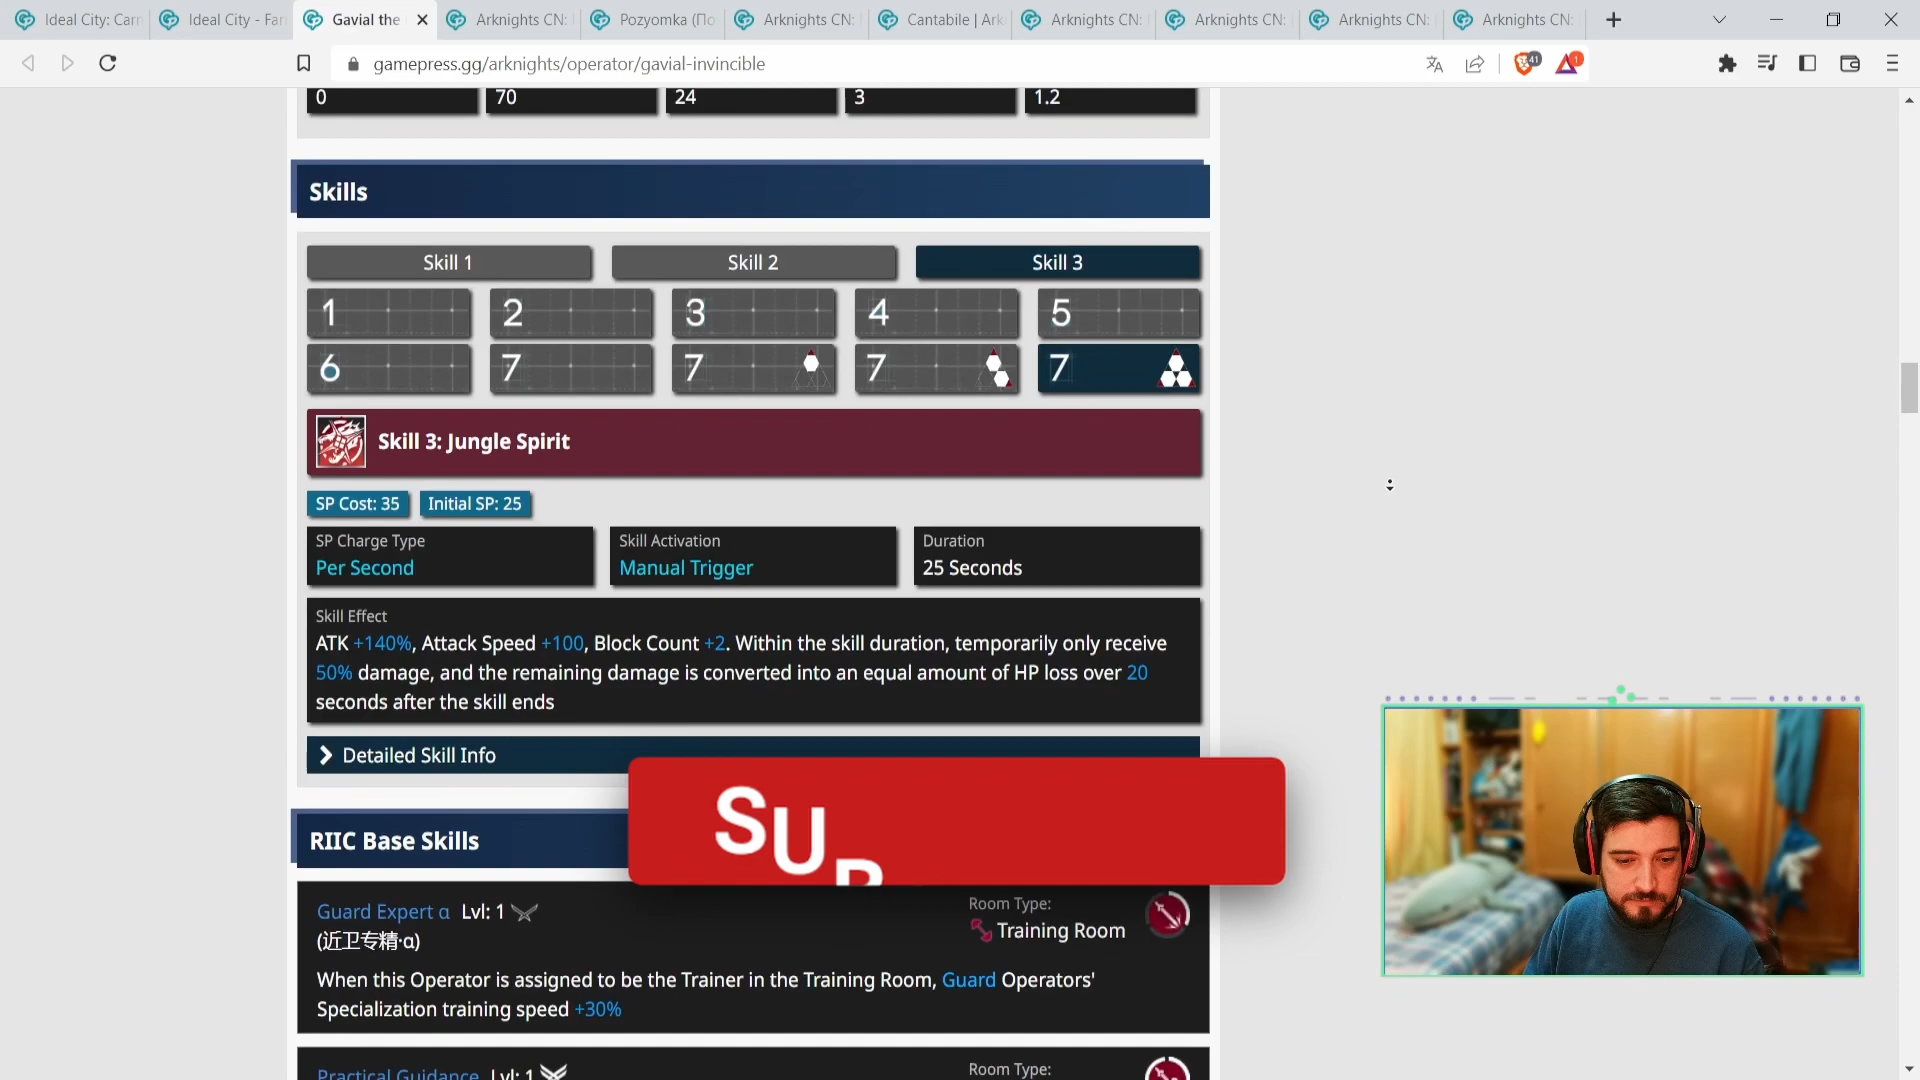 Ideal City: Carn
Ideal City - Far
Gavial the
Arknights CN:
Pozyomka (По
Arknights CN:
Cantabile | Ark
Arknights CN:
Arknights CN:
Arknights CN:
Arknights CN:
gamepress.gg/arknights/operator/gavial-invincible
41
1
0
70
24
3
1.2
Skills
Skill 1
Skill 2
Skill 3
1
2
3
4
5
6
7
7
7
7
Skill 3: Jungle Spirit
SP Cost: 35
Initial SP: 25
SP Charge Type
Per Second
Skill Activation
Manual Trigger
Duration
25 Seconds
Skill Effect
ATK +140%, Attack Speed +100, Block Count +2. Within the skill duration, temporarily only receive
50% damage, and the remaining damage is converted into an equal amount of HP loss over 20
seconds after the skill ends
Detailed Skill Info
SU
RIIC Base Skills
Guard Expert α Lvl: 1
(近卫专精·α)
Room Type:
Training Room
When this Operator is assigned to be the Trainer in the Training Room, Guard Operators'
Specialization training speed +30%
Practical Guidance Lvl: 1
Room Type: